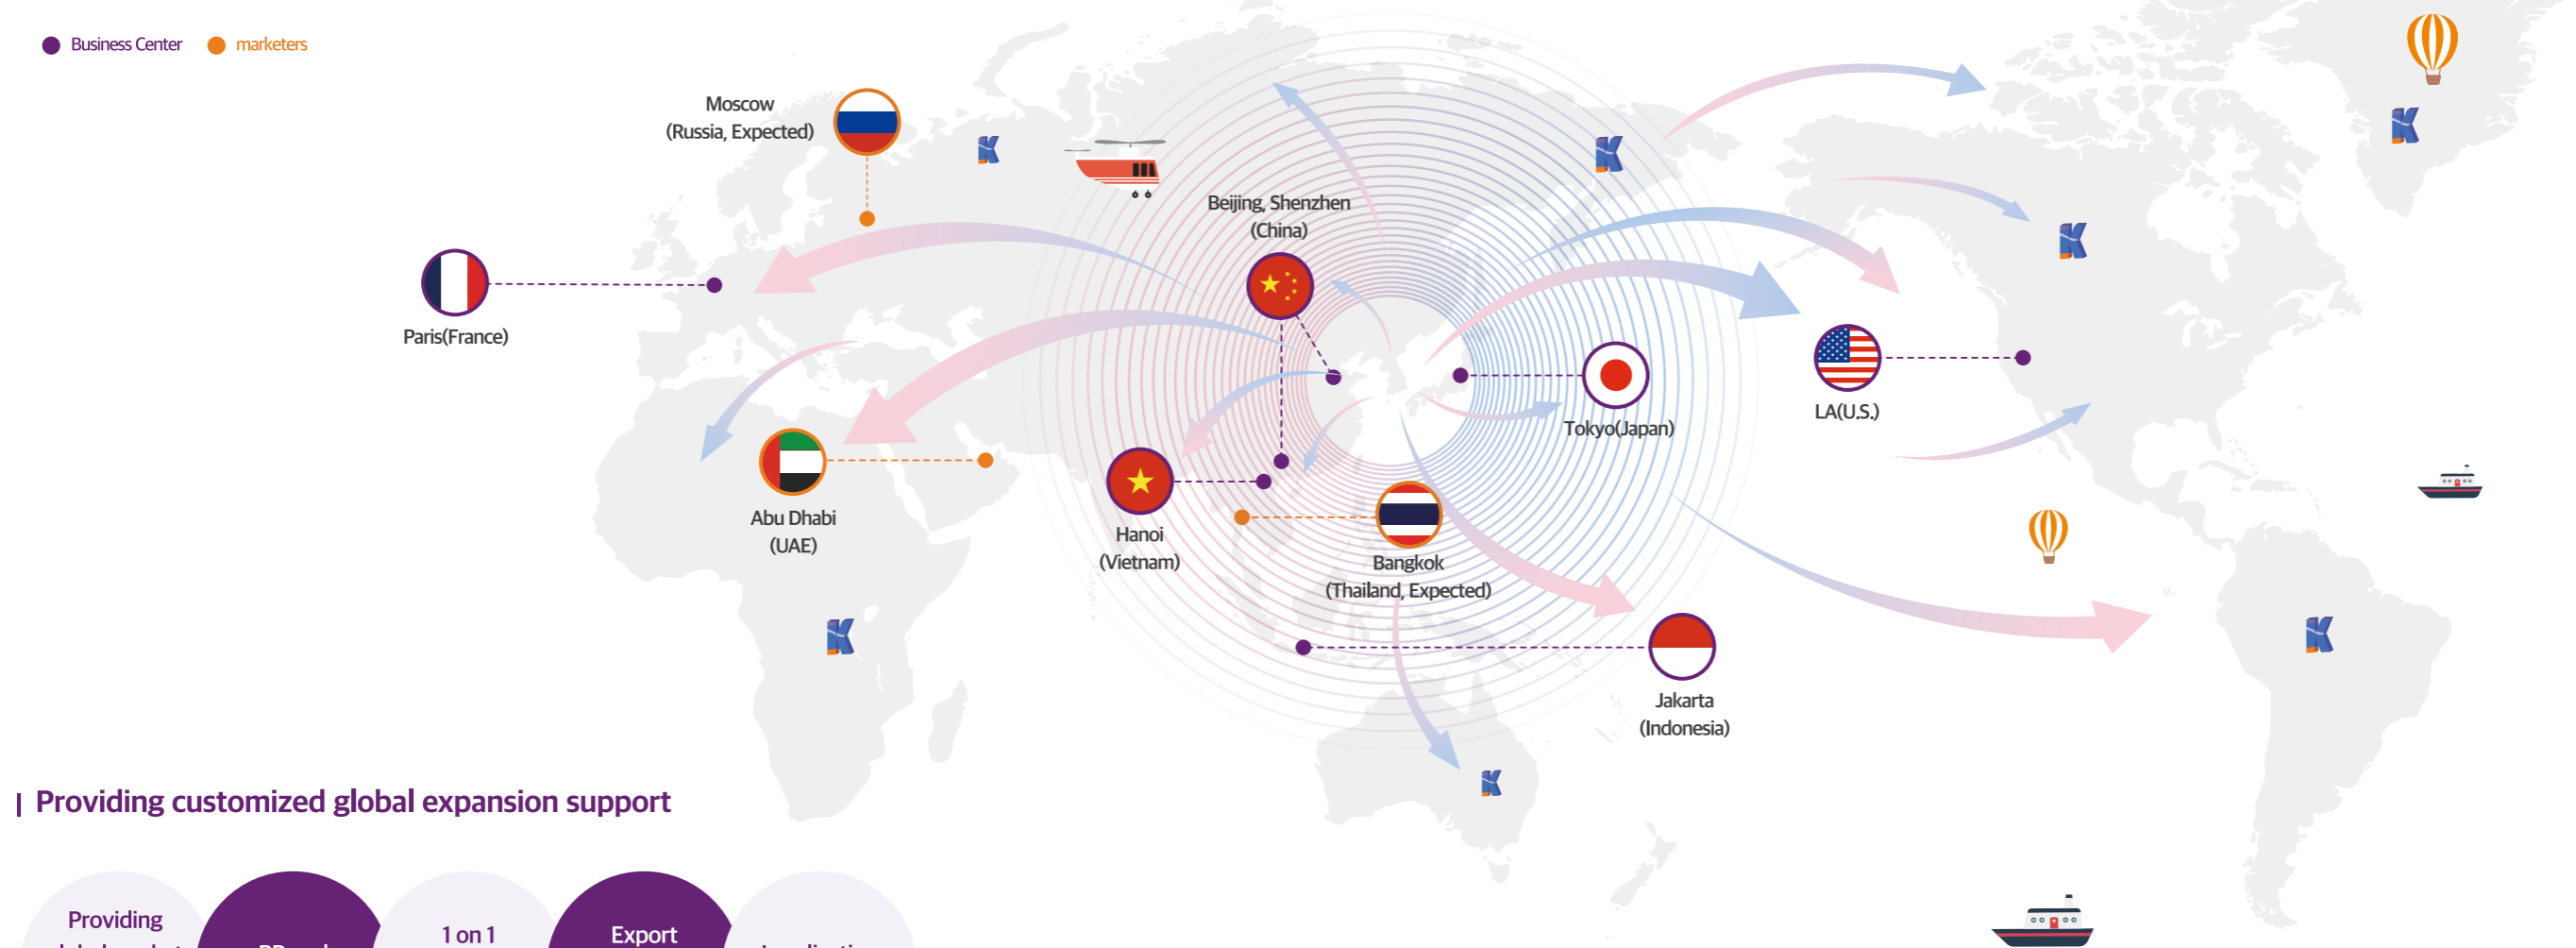 Business Center
marketers
Moscow
(Russia, Expected)
Beijing, Shenzhen
(China)
Paris(France)
Tokyo(Japan)
LA(U.S.)
Abu Dhabi
(UAE)
Hanoi
(Vietnam)
Bangkok
(Thailand, Expected)
Jakarta
(Indonesia)
Providing customized global expansion support
Providing
1 on 1
Export